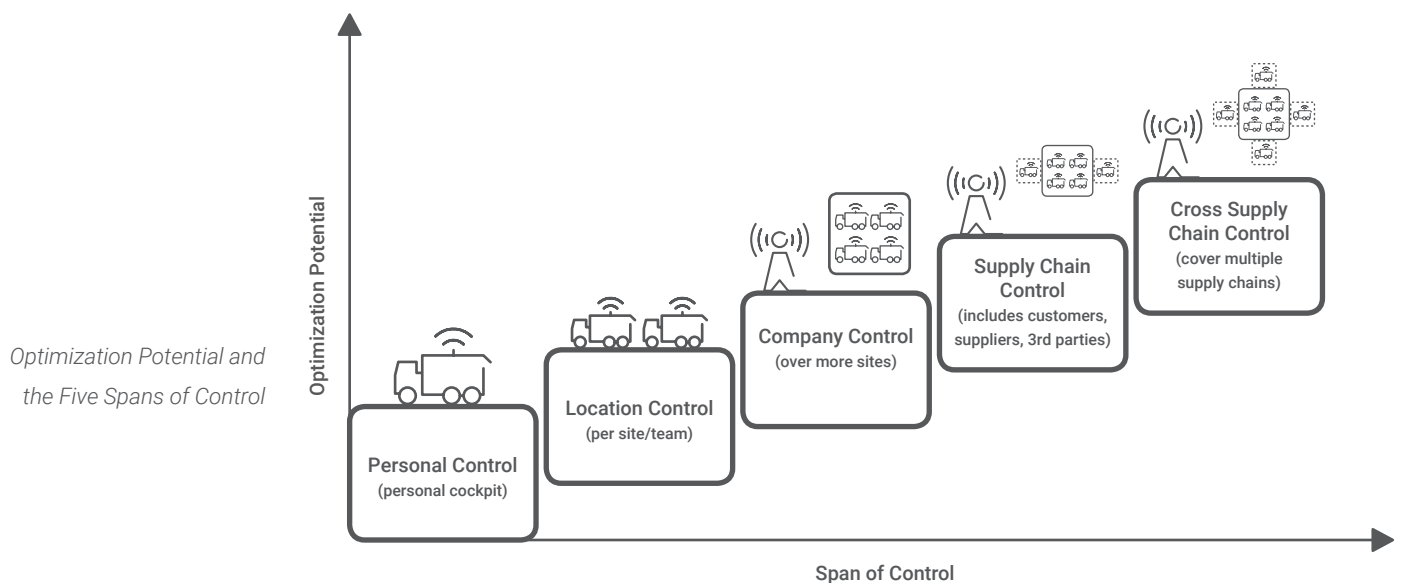 Optimization Potential and
the Five Spans of Control
Optimization Potential
Personal Control
(personal cockpit)
Location Control
(per site/team)
Company Control
(over more sites)
Supply Chain
Control
(includes customers,
suppliers, 3rd parties)
Cross Supply
Chain Control
(cover multiple
supply chains)
Span of Control